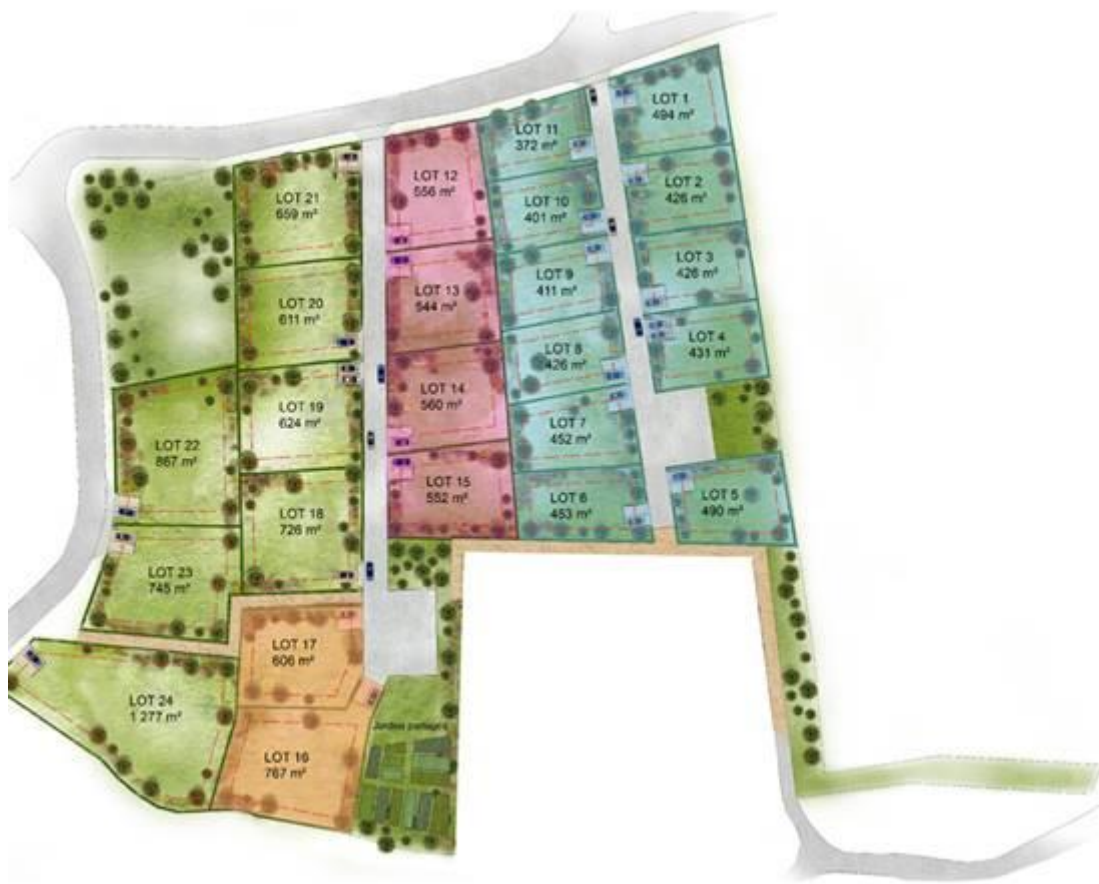 LOT 1
494 m²
LOT 11
372 m²
LOT 12
556 m²
LOT 2
426 m²
LOT 21
659 m²
LOT 10
401 m²
LOT 3
426 m²
LOT 9
411 m²
LOT 13
544 m²
LOT 20
611 m²
LOT 4
431 m²
LOT 8
426 m²
LOT 14
560 m²
LOT 19
624 m²
LOT 7
452 m²
LOT 22
867 m²
LOT 15
552 m²
LOT 5
490 m²
LOT 6
453 m²
LOT 18
726 m²
LOT 23
745 m²
LOT 17
606 m²
LOT 24
1 277 m²
Jardins partagés
LOT 16
767 m²